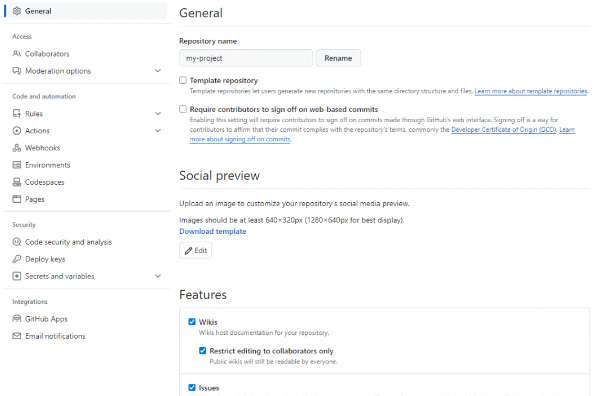 General
Access
Collaborators
Moderation options
Code and automation
Rules
Actions
Webhooks
Environments
Codespaces
Pages
Security
Code security and analysis
Deploy keys
Secrets and variables
Integrations
GitHub Apps
Email notifications
General
Repository name
my-project
Rename
Template repository
Template repositories let users generate new repositories with the same directory structure and files. Learn more about template repositories.
Require contributors to sign off on web-based commits
Enabling this setting will require contributors to sign off on commits made through GitHub's web interface. Signing off is a way for
contributors to affirm that their commit complies with the repository's terms, commonly the Developer Certificate of Origin (DCO). Learn
more about signing off on commits.
Social preview
Upload an image to customize your repository's social media preview.
Images should be at least 640×320px (1280×640px for best display).
Download template
Edit
Features
Wikis
Wikis host documentation for your repository.
Restrict editing to collaborators only
Public wikis will still be readable by everyone.
Issues